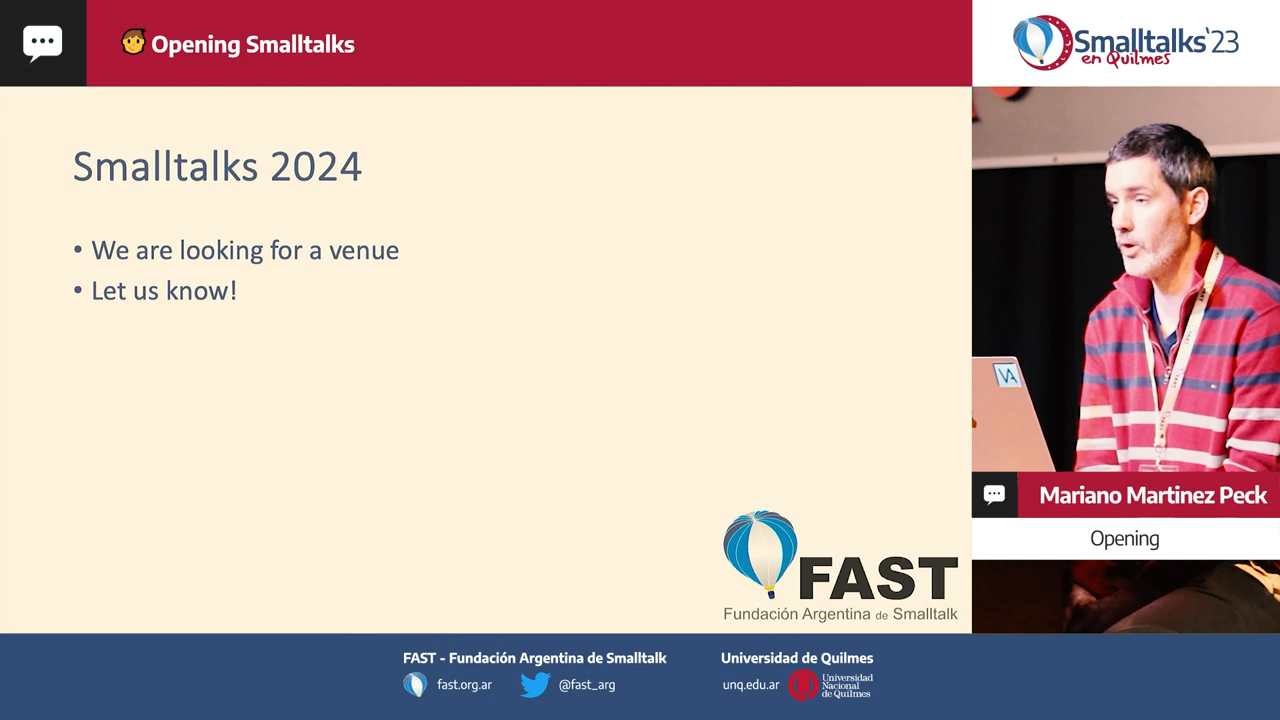 Opening Smalltalks
Smalltalks'23
en Quilmes
Smalltalks 2024
• We are looking for a venue
• Let us know!
VA
Mariano Martinez Peck
Opening
FAST
Fundación Argentina de Smalltalk
FAST - Fundación Argentina de Smalltalk
fast.org.ar
@fast_arg
Universidad de Quilmes
unq.edu.ar
Universidad
Nacional
de Quilmes